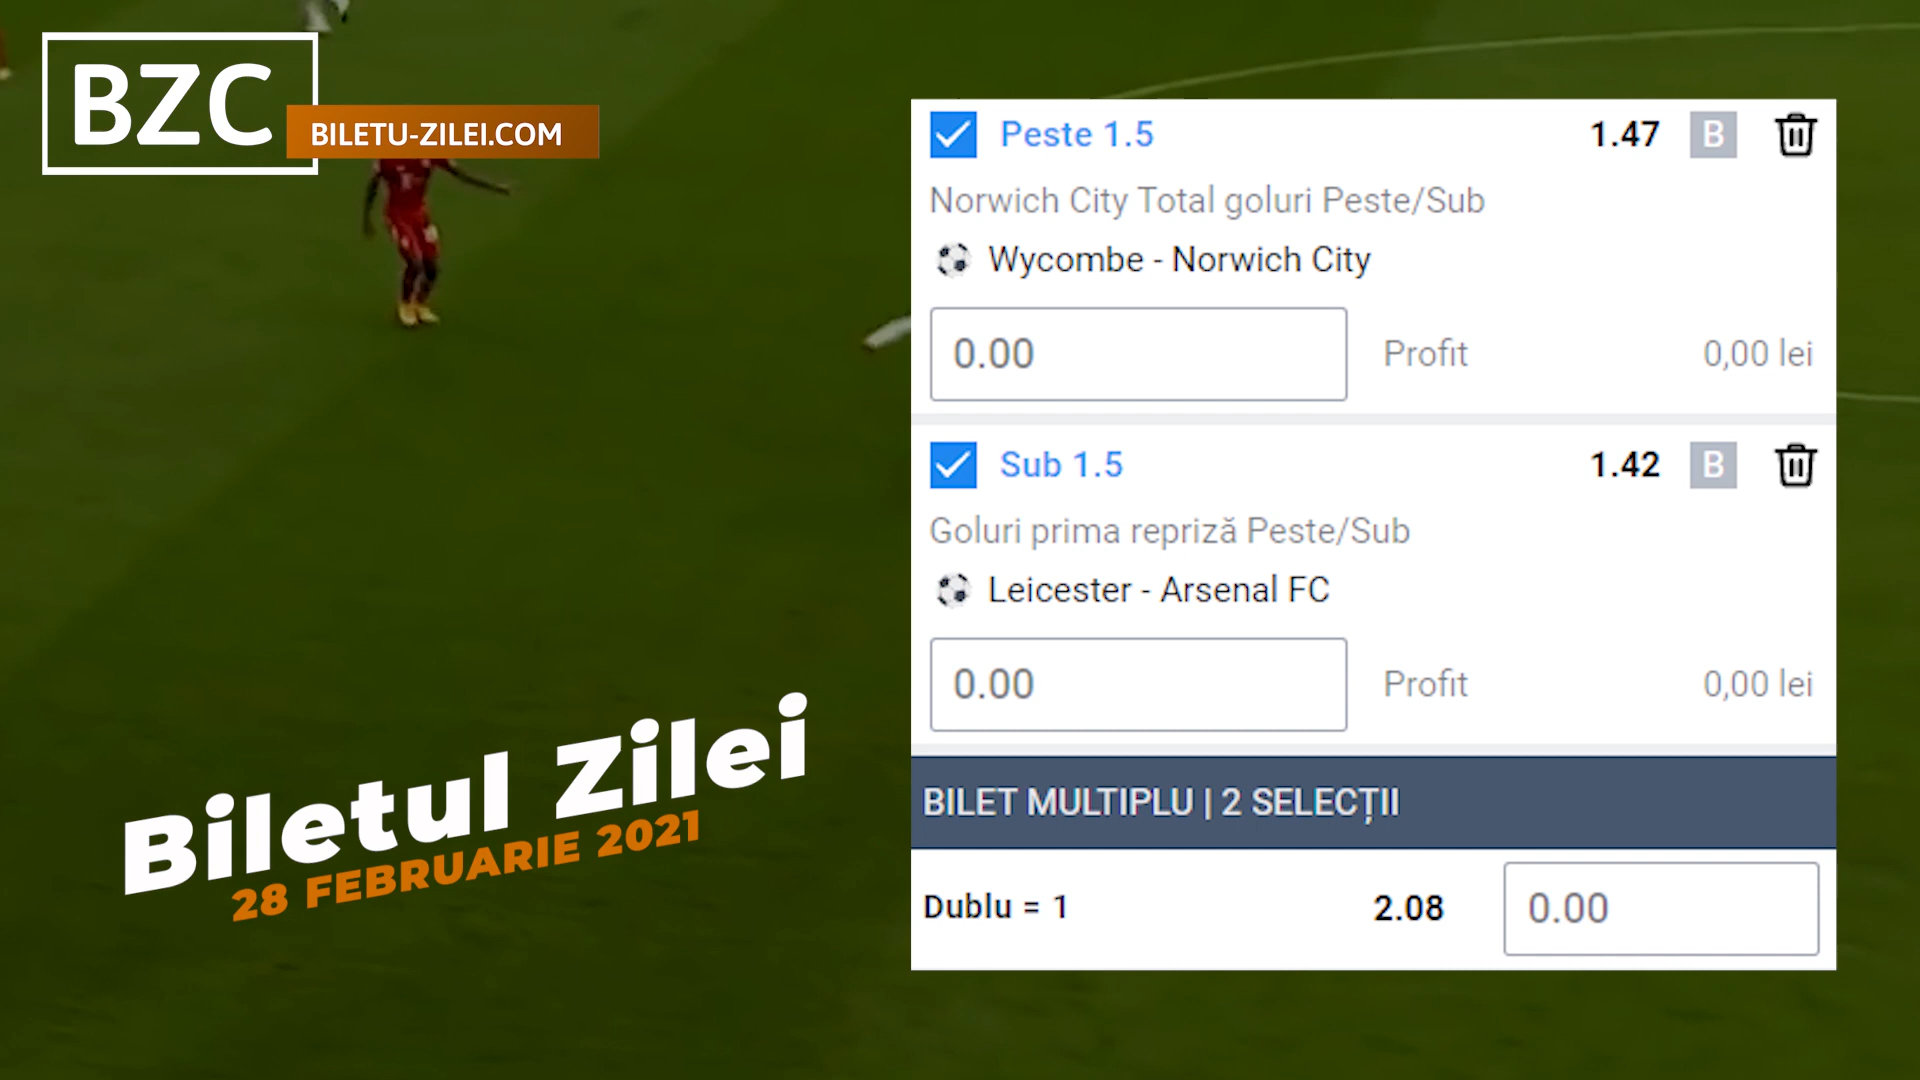 BZC
BILETU-ZILEI.COM
Peste 1.5 1.47 B
Norwich City Total goluri Peste/Sub
Wycombe - Norwich City
0.00 Profit 0,00 lei
Sub 1.5 1.42 B
Goluri prima repriză Peste/Sub
Leicester - Arsenal FC
0.00 Profit 0,00 lei
BILET MULTIPLU | 2 SELECȚII
Dublu = 1 2.08 0.00
Biletul Zilei
28 FEBRUARIE 2021